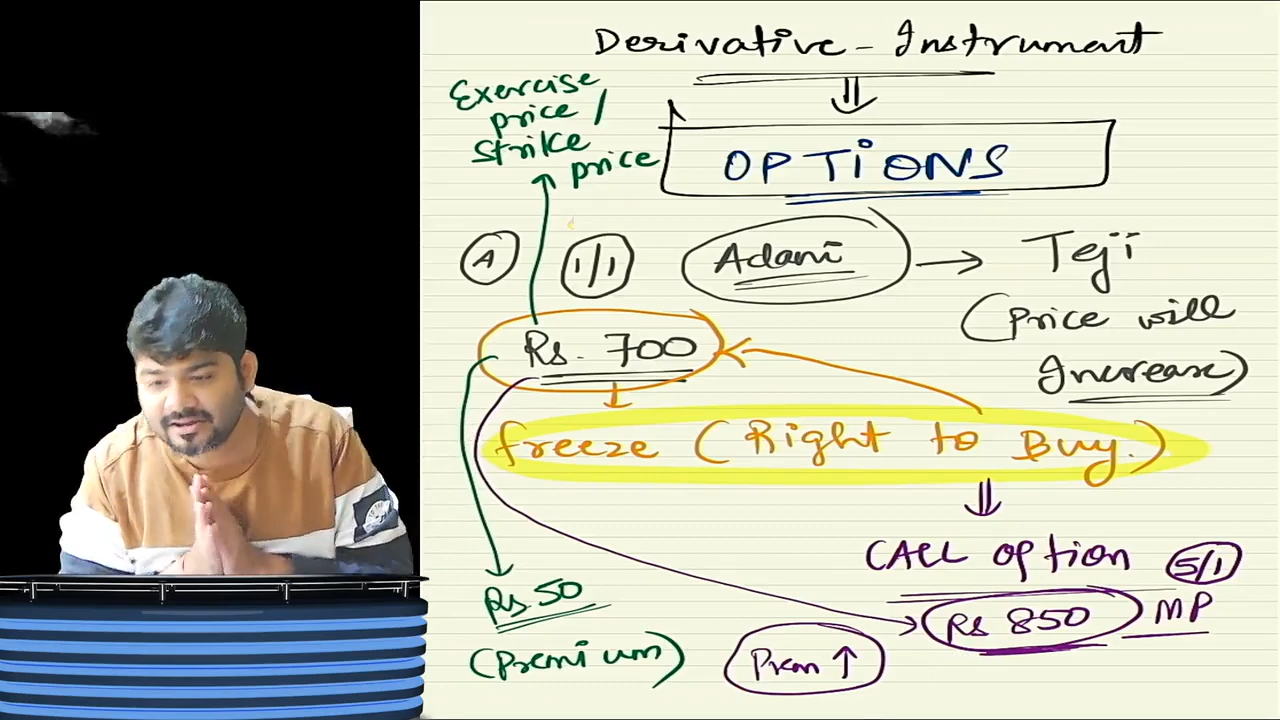 Derivative - Instrument
Exercise
price /
Strike
price
OPTIONS
A
1/1
Adani → Teji
(Price will
Increase)
Rs. 700
freeze (Right to Buy.)
CALL option
5/1
Rs 850
MP
Rs 50
(Premium)
Prem ↑